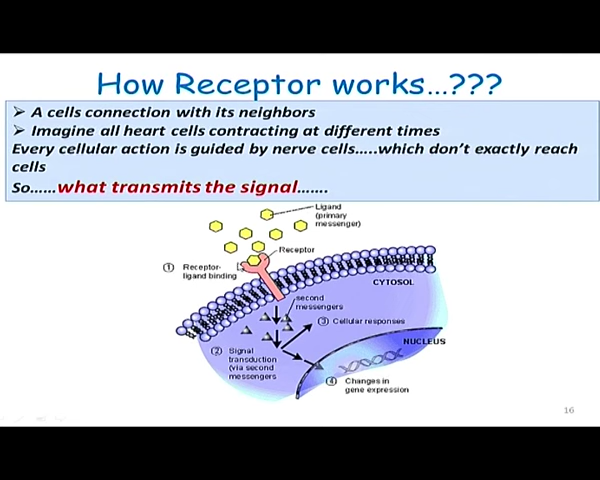 How Receptor works...???
➢ A cells connection with its neighbors
➢ Imagine all heart cells contracting at different times
Every cellular action is guided by nerve cells.....which don't exactly reach
cells
So......what transmits the signal.......
Ligand
(primary
messenger)
Receptor
① Receptor-
ligand binding
CYTOSOL
second
messengers
③ Cellular responses
NUCLEUS
② Signal
transduction
(via second
messengers)
④ Changes in
gene expression
16